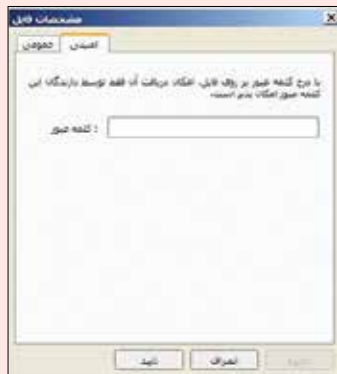 مشخصات فایل
عمومی
امنیتی
با درج کلمه عبور بر روی فایل، امکان دریافت آن فقط توسط دارندگان این
کلمه عبور امکان پذیر است.
کلمه عبور :
انصراف
تایید